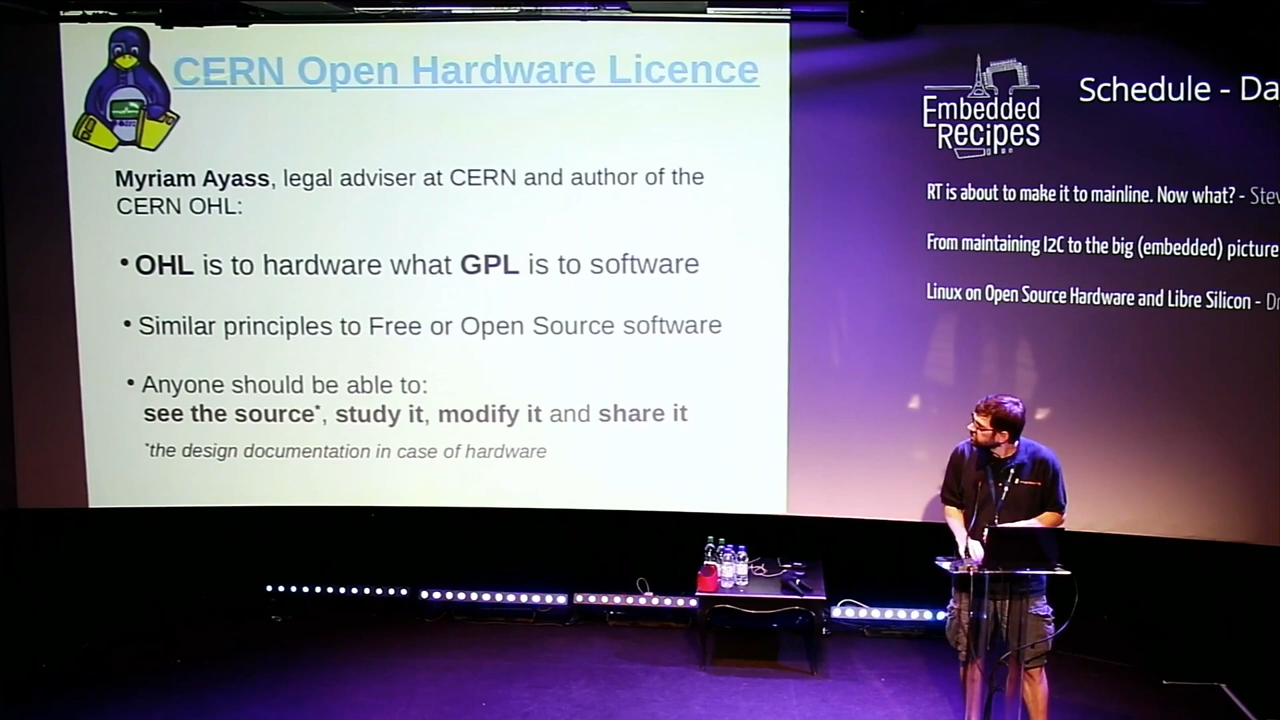 CERN Open Hardware Licence
Myriam Ayass, legal adviser at CERN and author of the
CERN OHL:
• OHL is to hardware what GPL is to software
• Similar principles to Free or Open Source software
• Anyone should be able to:
see the source*, study it, modify it and share it
*the design documentation in case of hardware
Embedded
Recipes
Schedule - Da
RT is about to make it to mainline. Now what? - Stev
From maintaining I2C to the big (embedded) picture
Linux on Open Source Hardware and Libre Silicon - Dr